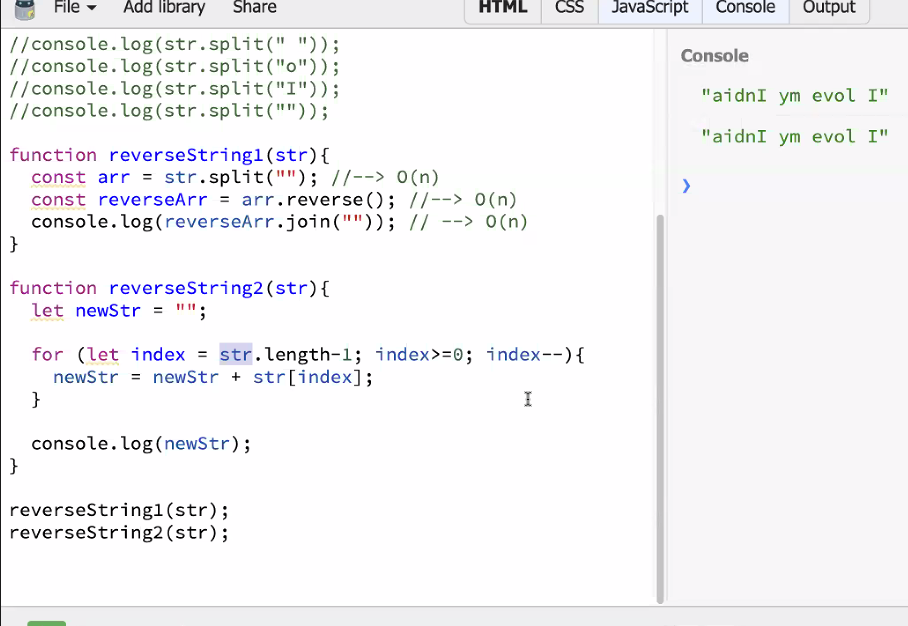 File Add library Share HTML CSS JavaScript Console Output
//console.log(str.split(" "));
//console.log(str.split("o"));
//console.log(str.split("I"));
//console.log(str.split(""));
function reverseString1(str){
const arr = str.split(""); //--> O(n)
const reverseArr = arr.reverse(); //--> O(n)
console.log(reverseArr.join("")); // --> O(n)
}
function reverseString2(str){
let newStr = "";
for (let index = str.length-1; index>=0; index--){
newStr = newStr + str[index];
}
console.log(newStr);
}
reverseString1(str);
reverseString2(str);
Console
"aidnI ym evol I"
"aidnI ym evol I"